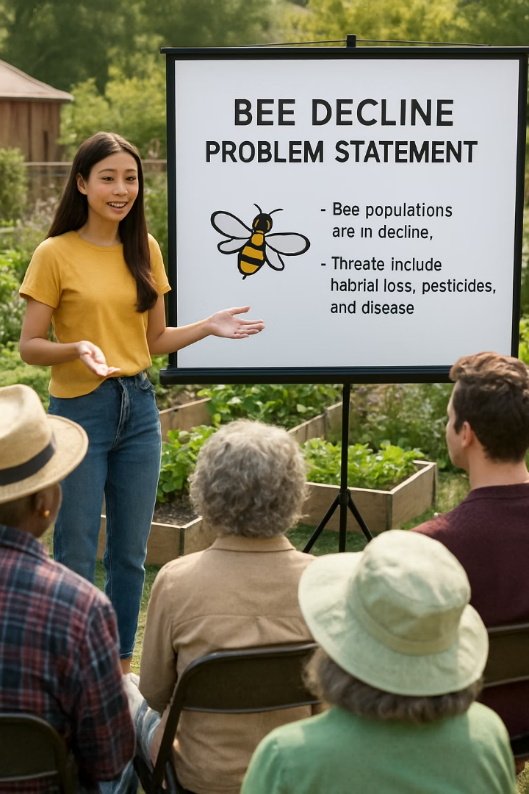 BEE DECLINE
PROBLEM STATEMENT
- Bee populations
are in decline,
- Threate include
habrial loss, pesticides,
and disease